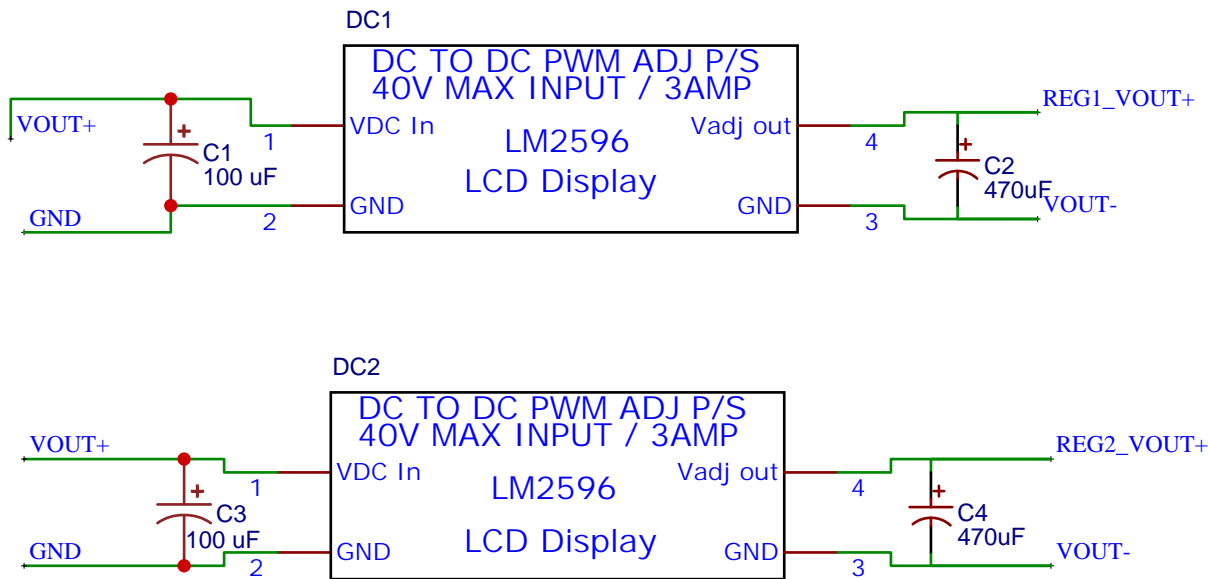 DC1
DC TO DC PWM ADJ P/S
40V MAX INPUT / 3AMP
REG1_VOUT+
VOUT+
+
1
VDC In
LM2596
Vadj out
4
+
C1
100 uF
C2
470uF
LCD Display
GND
2
GND
GND
3
VOUT-
DC2
DC TO DC PWM ADJ P/S
40V MAX INPUT / 3AMP
VOUT+
REG2_VOUT+
1
VDC In
LM2596
Vadj out
4
+
C3
100 uF
+
C4
470uF
LCD Display
GND
2
GND
GND
3
VOUT-